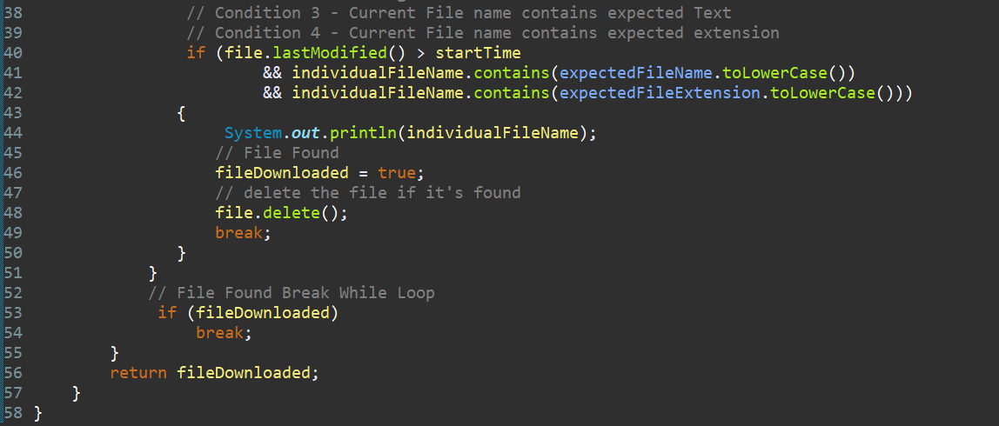 38 // Condition 3 - Current File name contains expected Text
39 // Condition 4 - Current File name contains expected extension
40 if (file.lastModified() > startTime
41 && individualFileName.contains(expectedFileName.toLowerCase())
42 && individualFileName.contains(expectedFileExtension.toLowerCase()))
43 {
44 System.out.println(individualFileName);
45 // File Found
46 fileDownloaded = true;
47 // delete the file if it's found
48 file.delete();
49 break;
50 }
51 }
52 // File Found Break While Loop
53 if (fileDownloaded)
54 break;
55 }
56 return fileDownloaded;
57 }
58 }